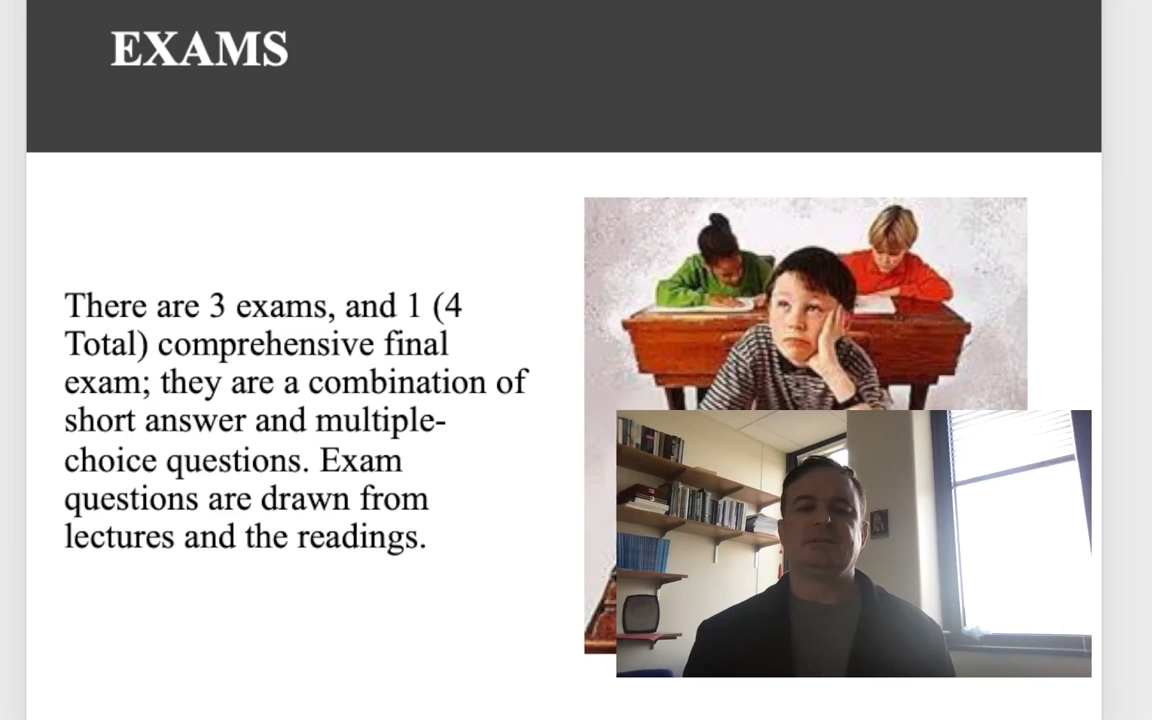 EXAMS
There are 3 exams, and 1 (4
Total) comprehensive final
exam; they are a combination of
short answer and multiple-
choice questions. Exam
questions are drawn from
lectures and the readings.